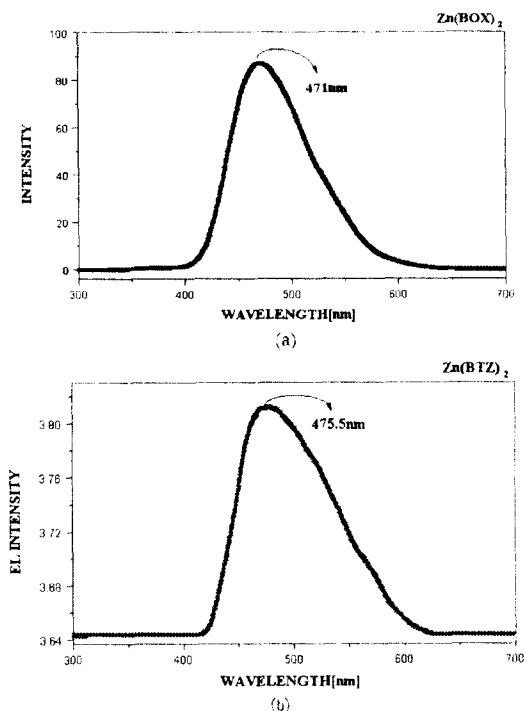 Zn(BOX)2
100
80
60
40
20
0
INTENSITY
471nm
300 400 500 600 700
WAVELENGTH[nm]
(a)
Zn(BTZ)2
3.80
3.76
3.72
3.68
3.64
EL INTENSITY
475.5nm
300 400 500 600 700
WAVELENGTH[nm]
(b)